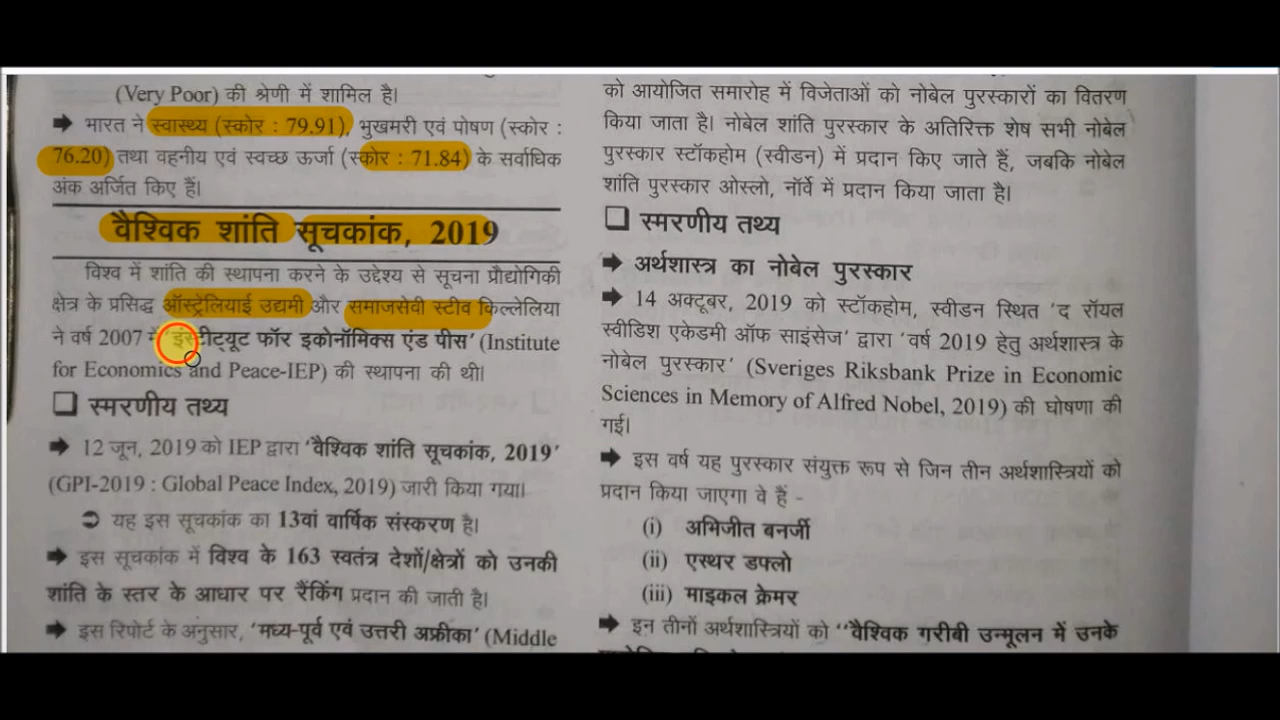 (Very Poor) की श्रेणी में शामिल है।
➡ भारत ने स्वास्थ्य (स्कोर : 79.91), भुखमरी एवं पोषण (स्कोर :
76.20) तथा वहनीय एवं स्वच्छ ऊर्जा (स्कोर : 71.84) के सर्वाधिक
अंक अर्जित किए हैं।
वैश्विक शांति सूचकांक, 2019
विश्व में शांति की स्थापना करने के उद्देश्य से सूचना प्रौद्योगिकी
क्षेत्र के प्रसिद्ध ऑस्ट्रेलियाई उद्यमी और समाजसेवी स्टीव किल्लेलिया
ने वर्ष 2007 में 'इंस्टीट्यूट फॉर इकोनॉमिक्स एंड पीस' (Institute
for Economics and Peace-IEP) की स्थापना की थी।
❑ स्मरणीय तथ्य
➡ 12 जून, 2019 को IEP द्वारा 'वैश्विक शांति सूचकांक, 2019'
(GPI-2019 : Global Peace Index, 2019) जारी किया गया।
➲ यह इस सूचकांक का 13वां वार्षिक संस्करण है।
➡ इस सूचकांक में विश्व के 163 स्वतंत्र देशों/क्षेत्रों को उनकी
शांति के स्तर के आधार पर रैंकिंग प्रदान की जाती है।
➡ इस रिपोर्ट के अनुसार, 'मध्य-पूर्व एवं उत्तरी अफ्रीका' (Middle
को आयोजित समारोह में विजेताओं को नोबेल पुरस्कारों का वितरण
किया जाता है। नोबेल शांति पुरस्कार के अतिरिक्त शेष सभी नोबेल
पुरस्कार स्टॉकहोम (स्वीडन) में प्रदान किए जाते हैं, जबकि नोबेल
शांति पुरस्कार ओस्लो, नॉर्वे में प्रदान किया जाता है।
❑ स्मरणीय तथ्य
➡ अर्थशास्त्र का नोबेल पुरस्कार
➡ 14 अक्टूबर, 2019 को स्टॉकहोम, स्वीडन स्थित 'द रॉयल
स्वीडिश एकेडमी ऑफ साइंसेज' द्वारा 'वर्ष 2019 हेतु अर्थशास्त्र के
नोबेल पुरस्कार' (Sveriges Riksbank Prize in Economic
Sciences in Memory of Alfred Nobel, 2019) की घोषणा की
गई।
➡ इस वर्ष यह पुरस्कार संयुक्त रूप से जिन तीन अर्थशास्त्रियों को
प्रदान किया जाएगा वे हैं -
(i) अभिजीत बनर्जी
(ii) एस्थर डफ्लो
(iii) माइकल क्रेमर
➡ इन तीनों अर्थशास्त्रियों को "वैश्विक गरीबी उन्मूलन में उनके